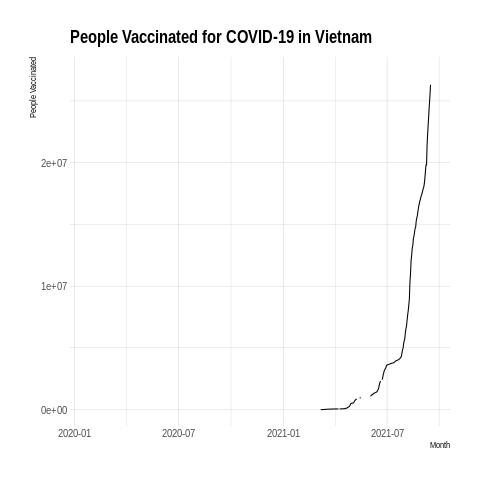 People Vaccinated for COVID-19 in Vietnam
People Vaccinated
2e+07
1e+07
0e+00
2020-01
2020-07
2021-01
2021-07
Month